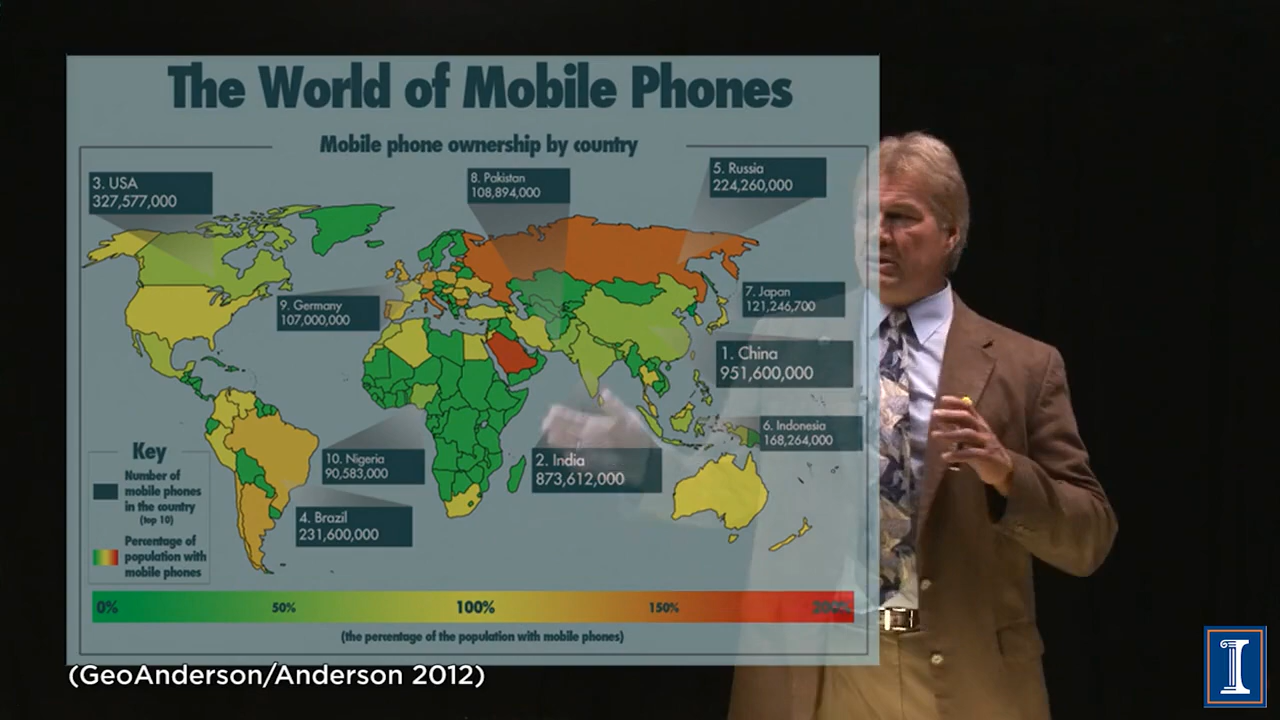 The World of Mobile Phones
Mobile phone ownership by country
3. USA
327,577,000
8. Pakistan
108,894,000
5. Russia
224,260,000
9. Germany
107,000,000
7. Japan
121,246,700
1. China
951,600,000
6. Indonesia
168,264,000
10. Nigeria
90,583,000
2. India
873,612,000
4. Brazil
231,600,000
Key
Number of
mobile phones
in the country
(top 10)
Percentage of
population with
mobile phones
0% 50% 100% 150% 200%
(the percentage of the population with mobile phones)
(GeoAnderson/Anderson 2012)
I